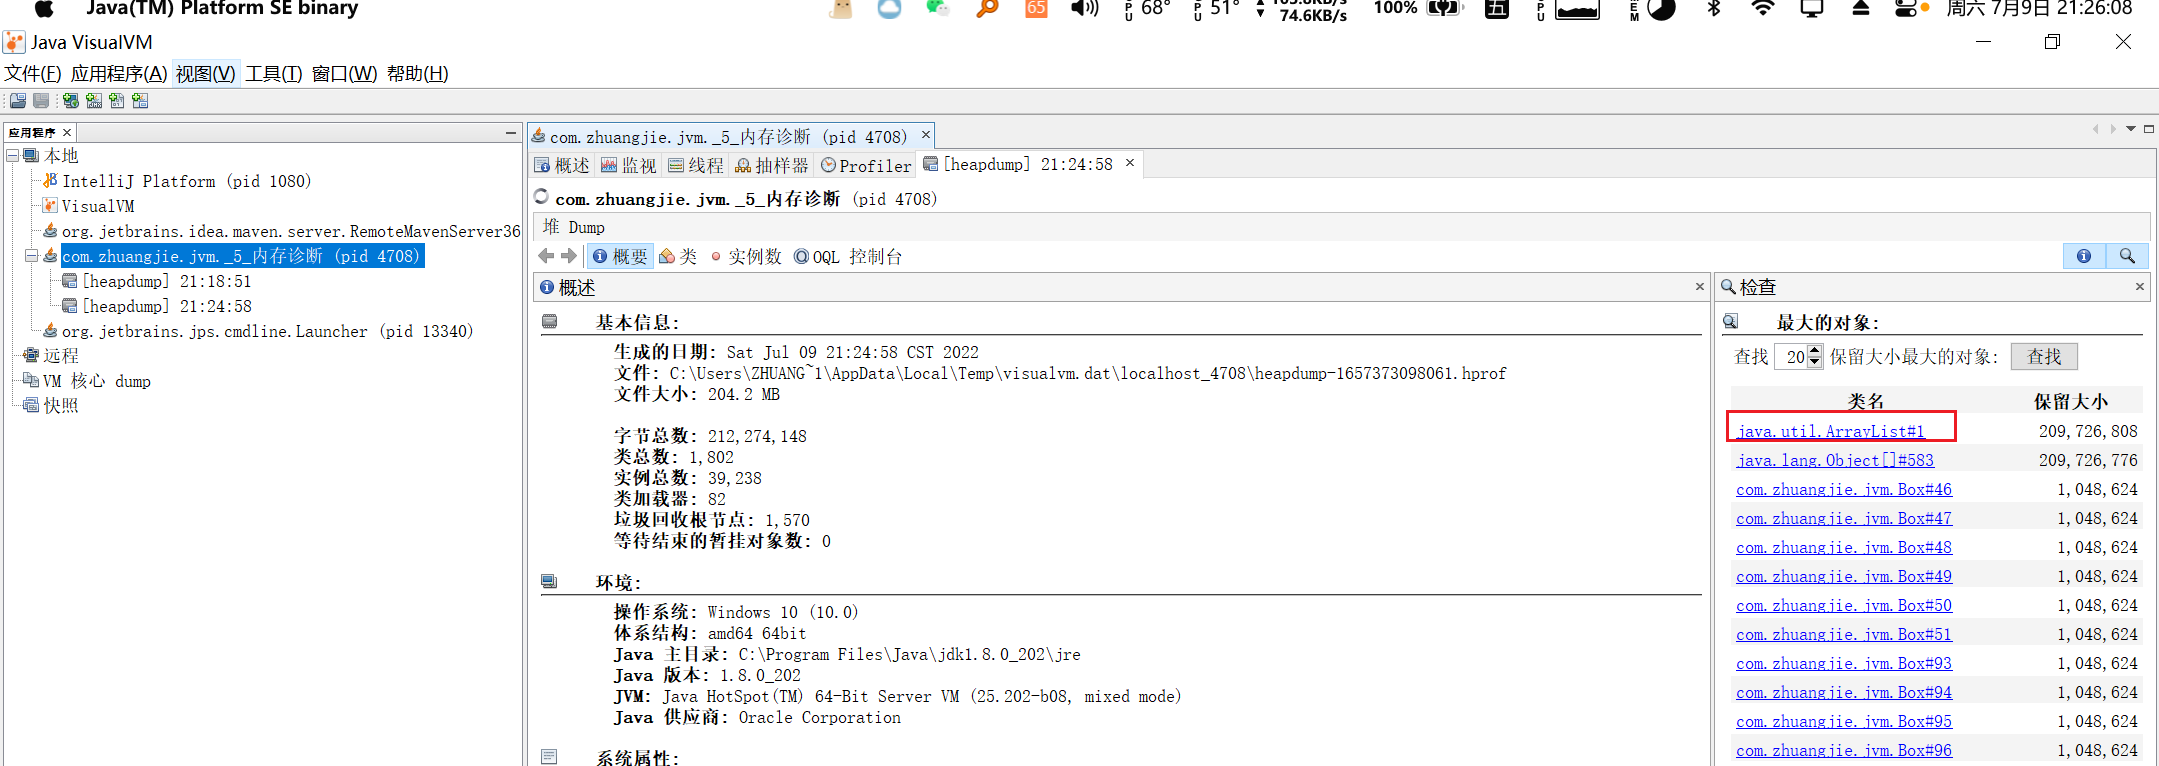 Java(TM) Platform SE binary
65
68° 51° 74.6KB/s 100% 五 周六 7月9日 21:26:08
Java VisualVM
文件(F) 应用程序(A) 视图(V) 工具(T) 窗口(W) 帮助(H)
应用程序
本地
IntelliJ Platform (pid 1080)
VisualVM
org.jetbrains.idea.maven.server.RemoteMavenServer36
com.zhuangjie.jvm._5_内存诊断 (pid 4708)
[heapdump] 21:18:51
[heapdump] 21:24:58
org.jetbrains.jps.cmdline.Launcher (pid 13340)
远程
VM 核心 dump
快照
com.zhuangjie.jvm._5_内存诊断 (pid 4708)
概述 监视 线程 抽样器 Profiler [heapdump] 21:24:58
com.zhuangjie.jvm._5_内存诊断 (pid 4708)
堆 Dump
概要 类 实例数 OQL 控制台
概述
基本信息:
生成的日期: Sat Jul 09 21:24:58 CST 2022
文件: C:\Users\ZHUANG~1\AppData\Local\Temp\visualvm.dat\localhost_4708\heapdump-1657373098061.hprof
文件大小: 204.2 MB
字节总数: 212,274,148
类总数: 1,802
实例总数: 39,238
类加载器: 82
垃圾回收根节点: 1,570
等待结束的暂挂对象数: 0
环境:
操作系统: Windows 10 (10.0)
体系结构: amd64 64bit
Java 主目录: C:\Program Files\Java\jdk1.8.0_202\jre
Java 版本: 1.8.0_202
JVM: Java HotSpot(TM) 64-Bit Server VM (25.202-b08, mixed mode)
Java 供应商: Oracle Corporation
系统属性:
检查
最大的对象:
查找 20 保留大小最大的对象: 查找
类名 保留大小
java.util.ArrayList#1 209,726,808
java.lang.Object[]#583 209,726,776
com.zhuangjie.jvm.Box#46 1,048,624
com.zhuangjie.jvm.Box#47 1,048,624
com.zhuangjie.jvm.Box#48 1,048,624
com.zhuangjie.jvm.Box#49 1,048,624
com.zhuangjie.jvm.Box#50 1,048,624
com.zhuangjie.jvm.Box#51 1,048,624
com.zhuangjie.jvm.Box#93 1,048,624
com.zhuangjie.jvm.Box#94 1,048,624
com.zhuangjie.jvm.Box#95 1,048,624
com.zhuangjie.jvm.Box#96 1,048,624